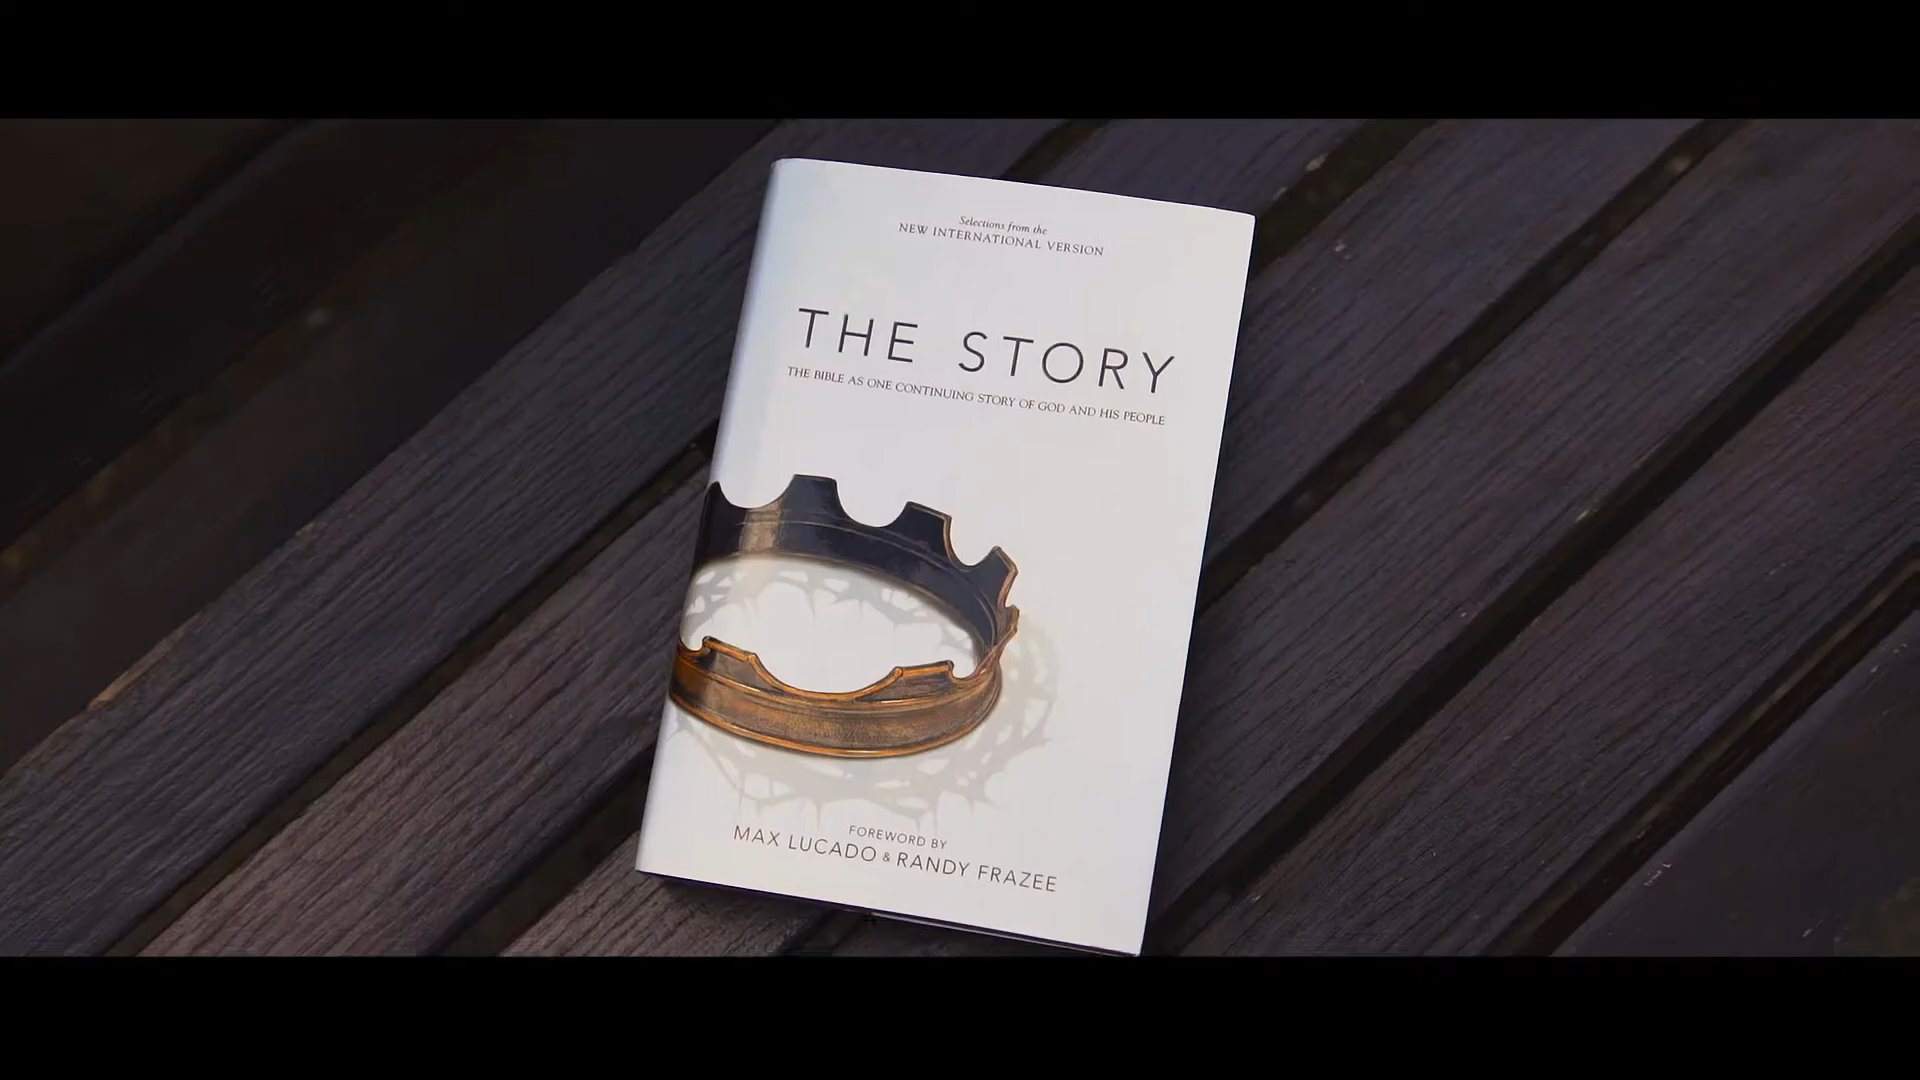 Selections from the
NEW INTERNATIONAL VERSION
THE STORY
THE BIBLE AS ONE CONTINUING STORY OF GOD AND HIS PEOPLE
FOREWORD BY
MAX LUCADO & RANDY FRAZEE